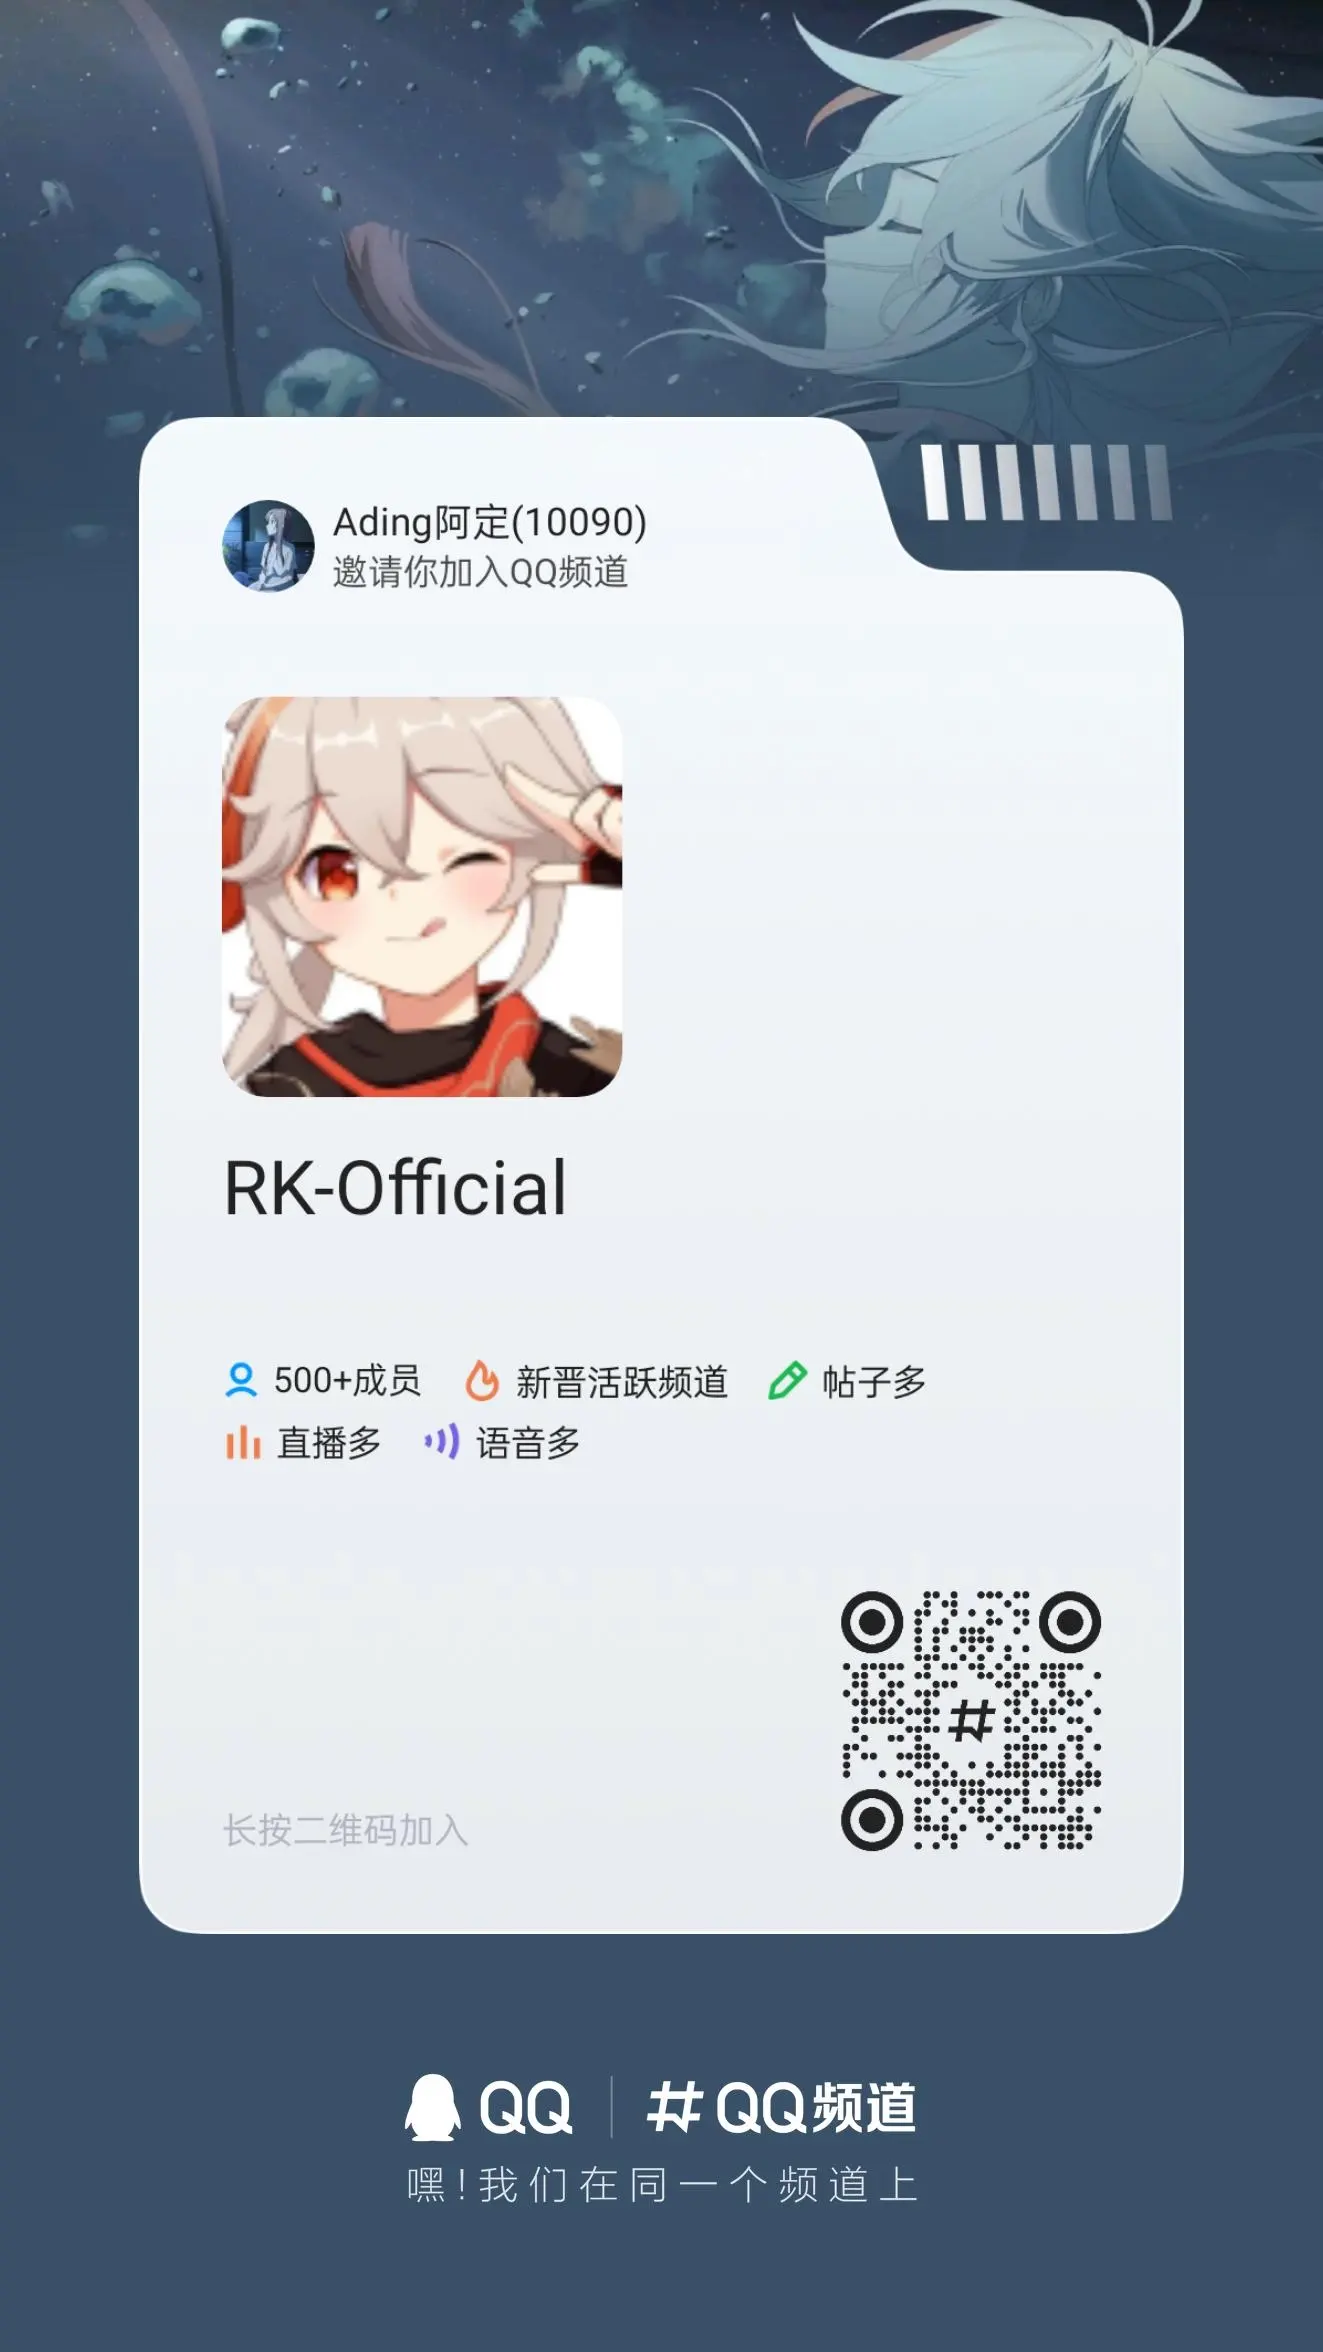 Ading阿定(10090)
邀请你加入QQ频道
RK-Official
500+成员 新晋活跃频道 帖子多
直播多 语音多
长按二维码加入
QQ QQ频道
嘿!我们在同一个频道上